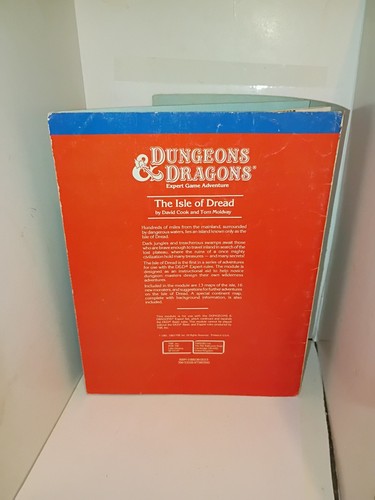 DUNGEONS
& DRAGONS®
Expert Game Adventure
The Isle of Dread
by David Cook and Tom Moldvay
Hundreds of miles from the mainland, surrounded
by dangerous waters, lies an island known only as the
Isle of Dread.
Dark jungles and treacherous swamps await those
who are brave enough to travel inland in search of the
lost plateau, where the ruins of a once mighty
civilization hold many treasures — and many secrets!
The Isle of Dread is the first in a series of adventures
for use with the D&D® Expert rules. This module is
designed as an instructional aid to help novice
dungeon masters design their own wilderness
adventures.
Included in the module are 13 maps of the isle, 16
new monsters, and suggestions for further adventures
on the Isle of Dread. A special continent map,
complete with background information, is also
included.